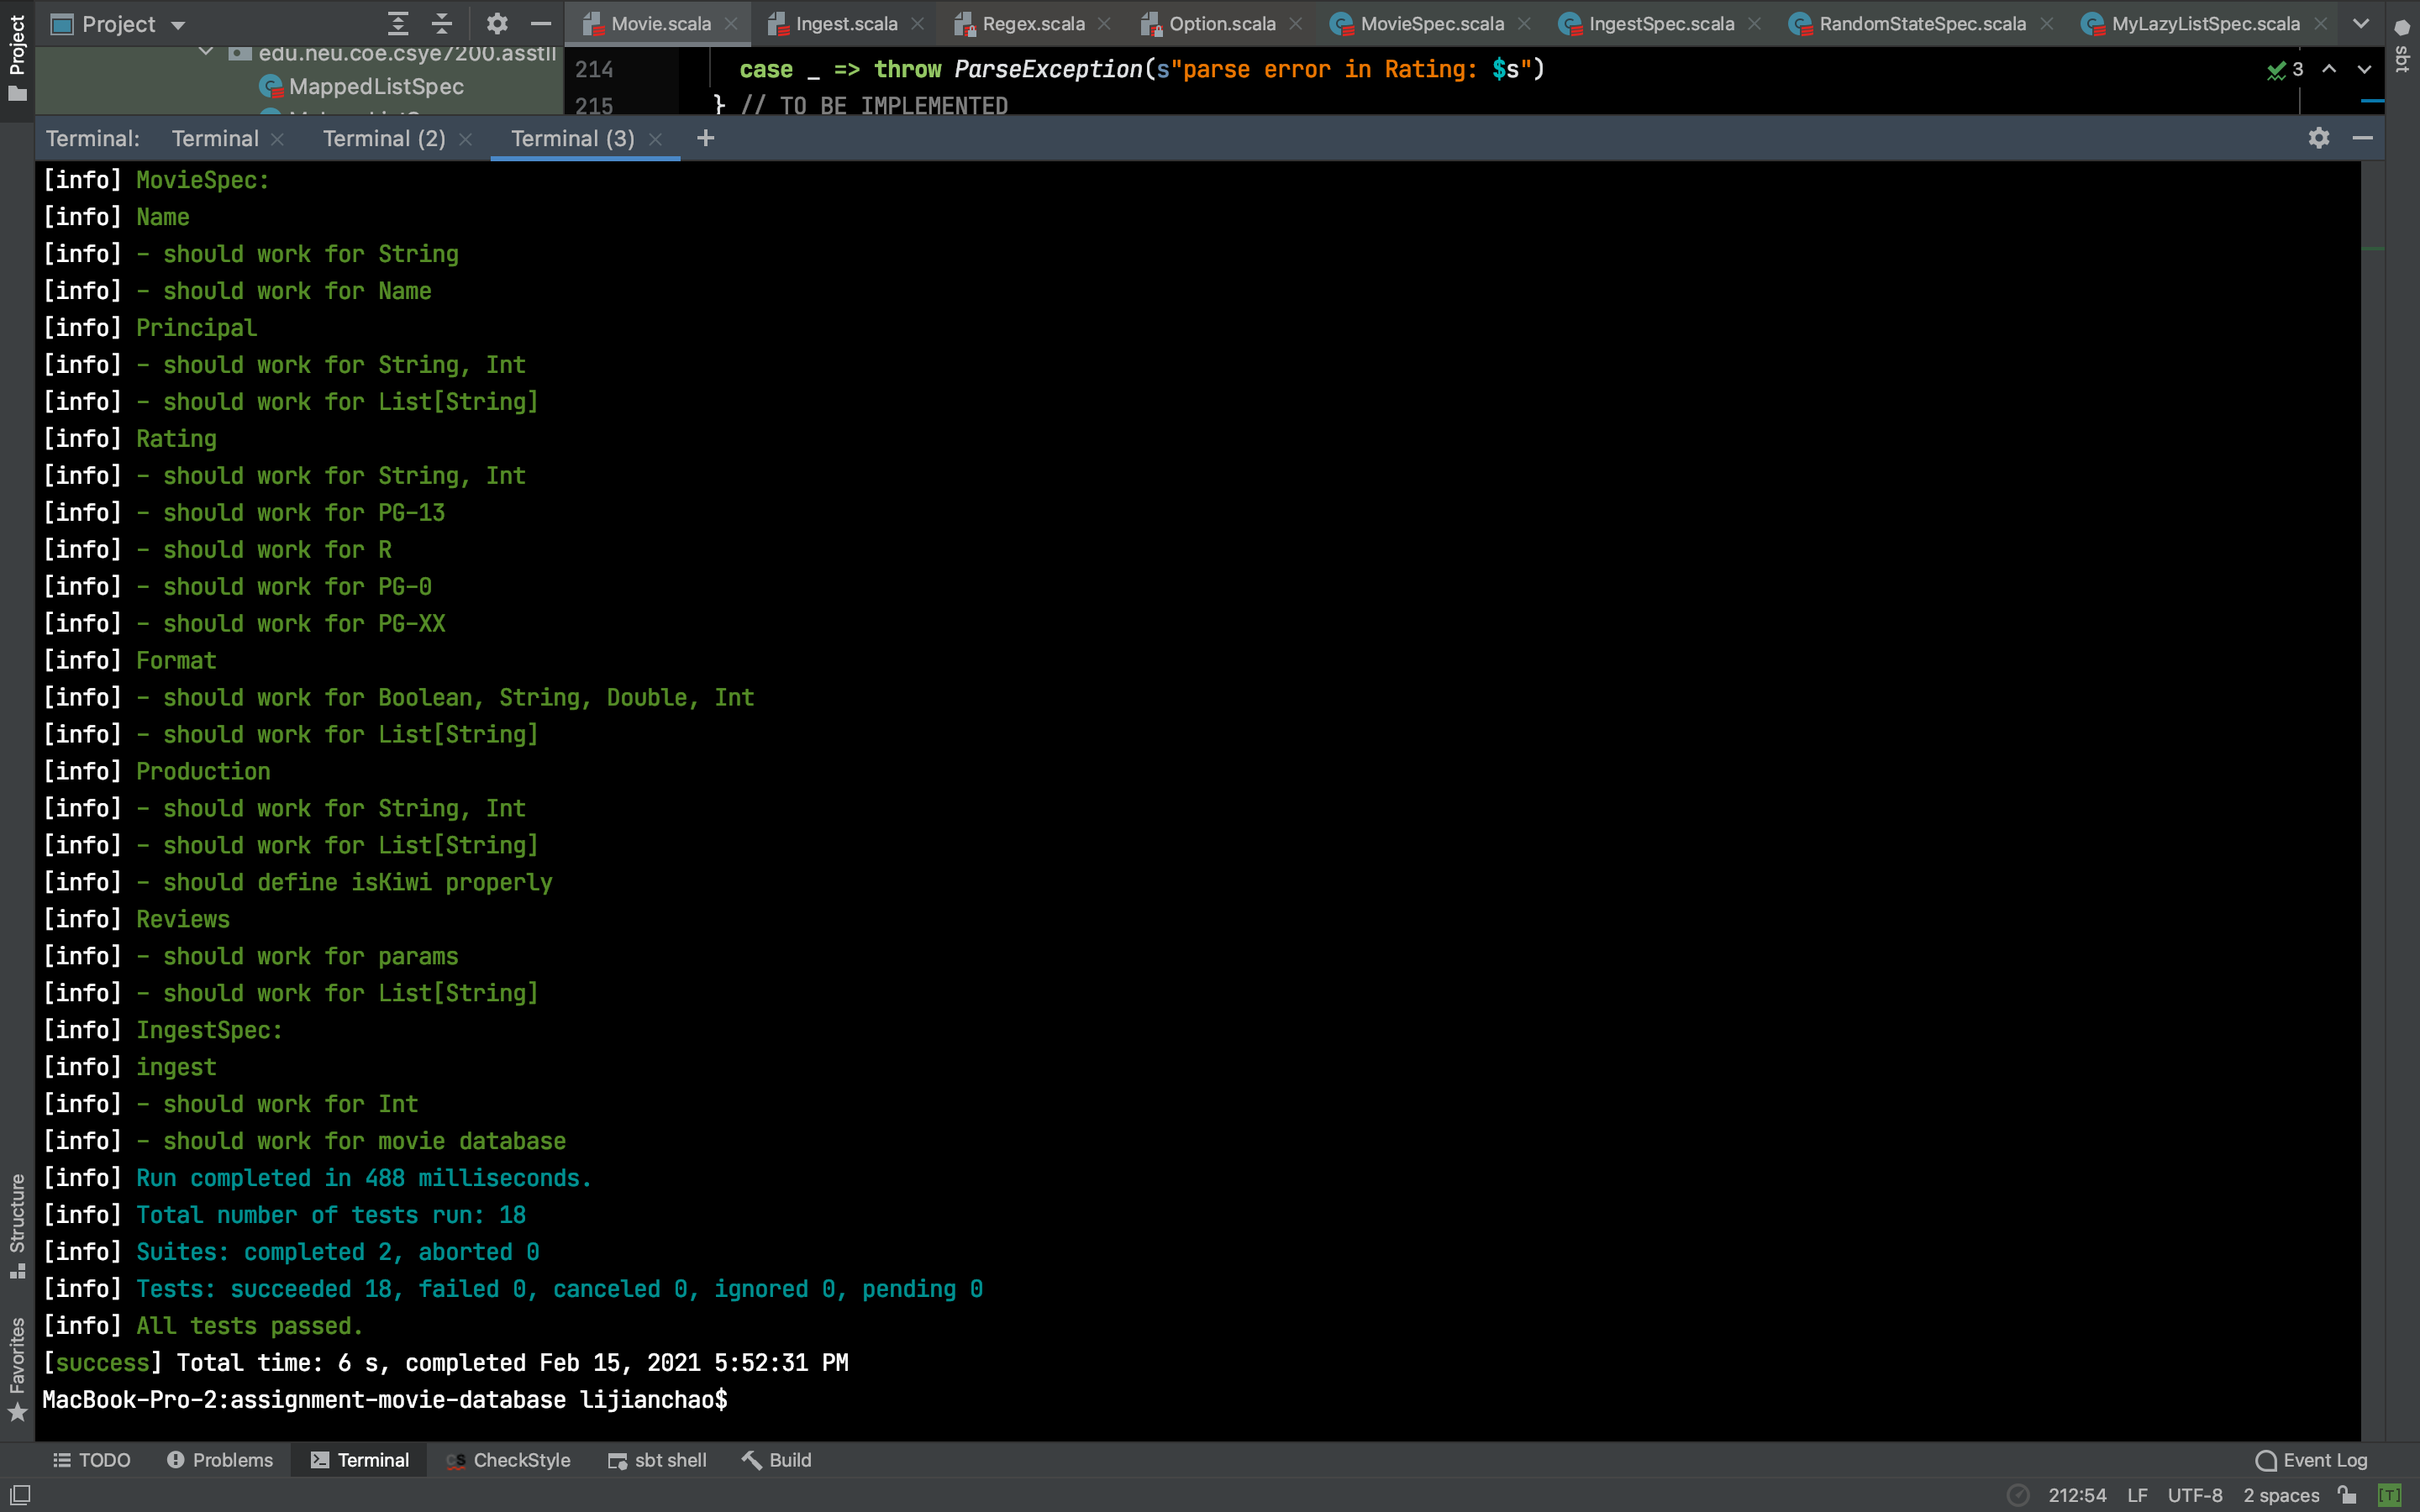 Project
Movie.scala Ingest.scala Regex.scala Option.scala MovieSpec.scala IngestSpec.scala RandomStateSpec.scala MyLazyListSpec.scala
Project
sbt
edu.neu.coe.csye7200.asstll
MappedListSpec
214 case _ => throw ParseException(s"parse error in Rating: $s")
3
215 } // TO BE IMPLEMENTED
Terminal: Terminal Terminal (2) Terminal (3) +
[info] MovieSpec:
[info] Name
[info] - should work for String
[info] - should work for Name
[info] Principal
[info] - should work for String, Int
[info] - should work for List[String]
[info] Rating
[info] - should work for String, Int
[info] - should work for PG-13
[info] - should work for R
[info] - should work for PG-0
[info] - should work for PG-XX
[info] Format
[info] - should work for Boolean, String, Double, Int
[info] - should work for List[String]
[info] Production
[info] - should work for String, Int
[info] - should work for List[String]
[info] - should define isKiwi properly
[info] Reviews
[info] - should work for params
[info] - should work for List[String]
[info] IngestSpec:
[info] ingest
[info] - should work for Int
[info] - should work for movie database
[info] Run completed in 488 milliseconds.
[info] Total number of tests run: 18
[info] Suites: completed 2, aborted 0
[info] Tests: succeeded 18, failed 0, canceled 0, ignored 0, pending 0
[info] All tests passed.
[success] Total time: 6 s, completed Feb 15, 2021 5:52:31 PM
MacBook-Pro-2:assignment-movie-database lijianchao$
Structure
Favorites
TODO Problems Terminal CheckStyle sbt shell Build Event Log
212:54 LF UTF-8 2 spaces [T]